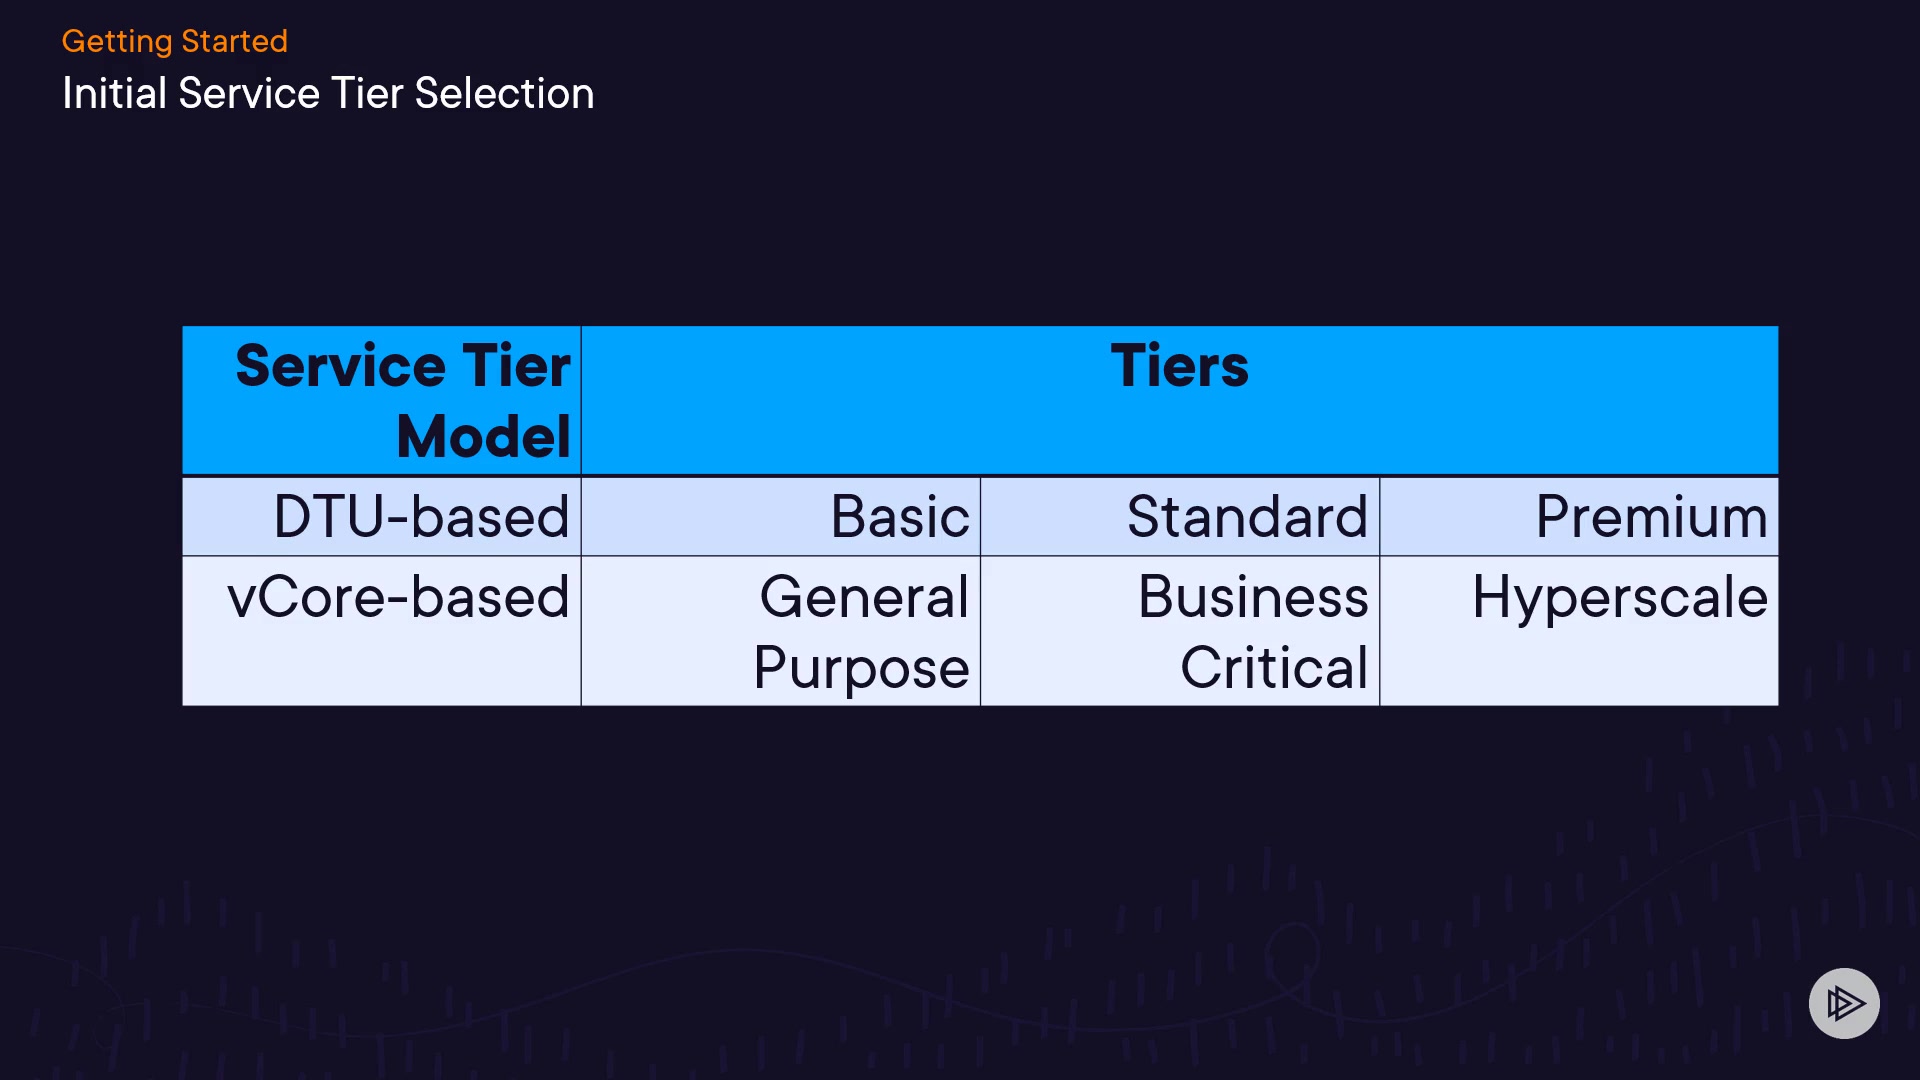 Getting Started
Initial Service Tier Selection
Service Tier
Model
Tiers
DTU-based
Basic
Standard
Premium
vCore-based
General
Purpose
Business
Critical
Hyperscale